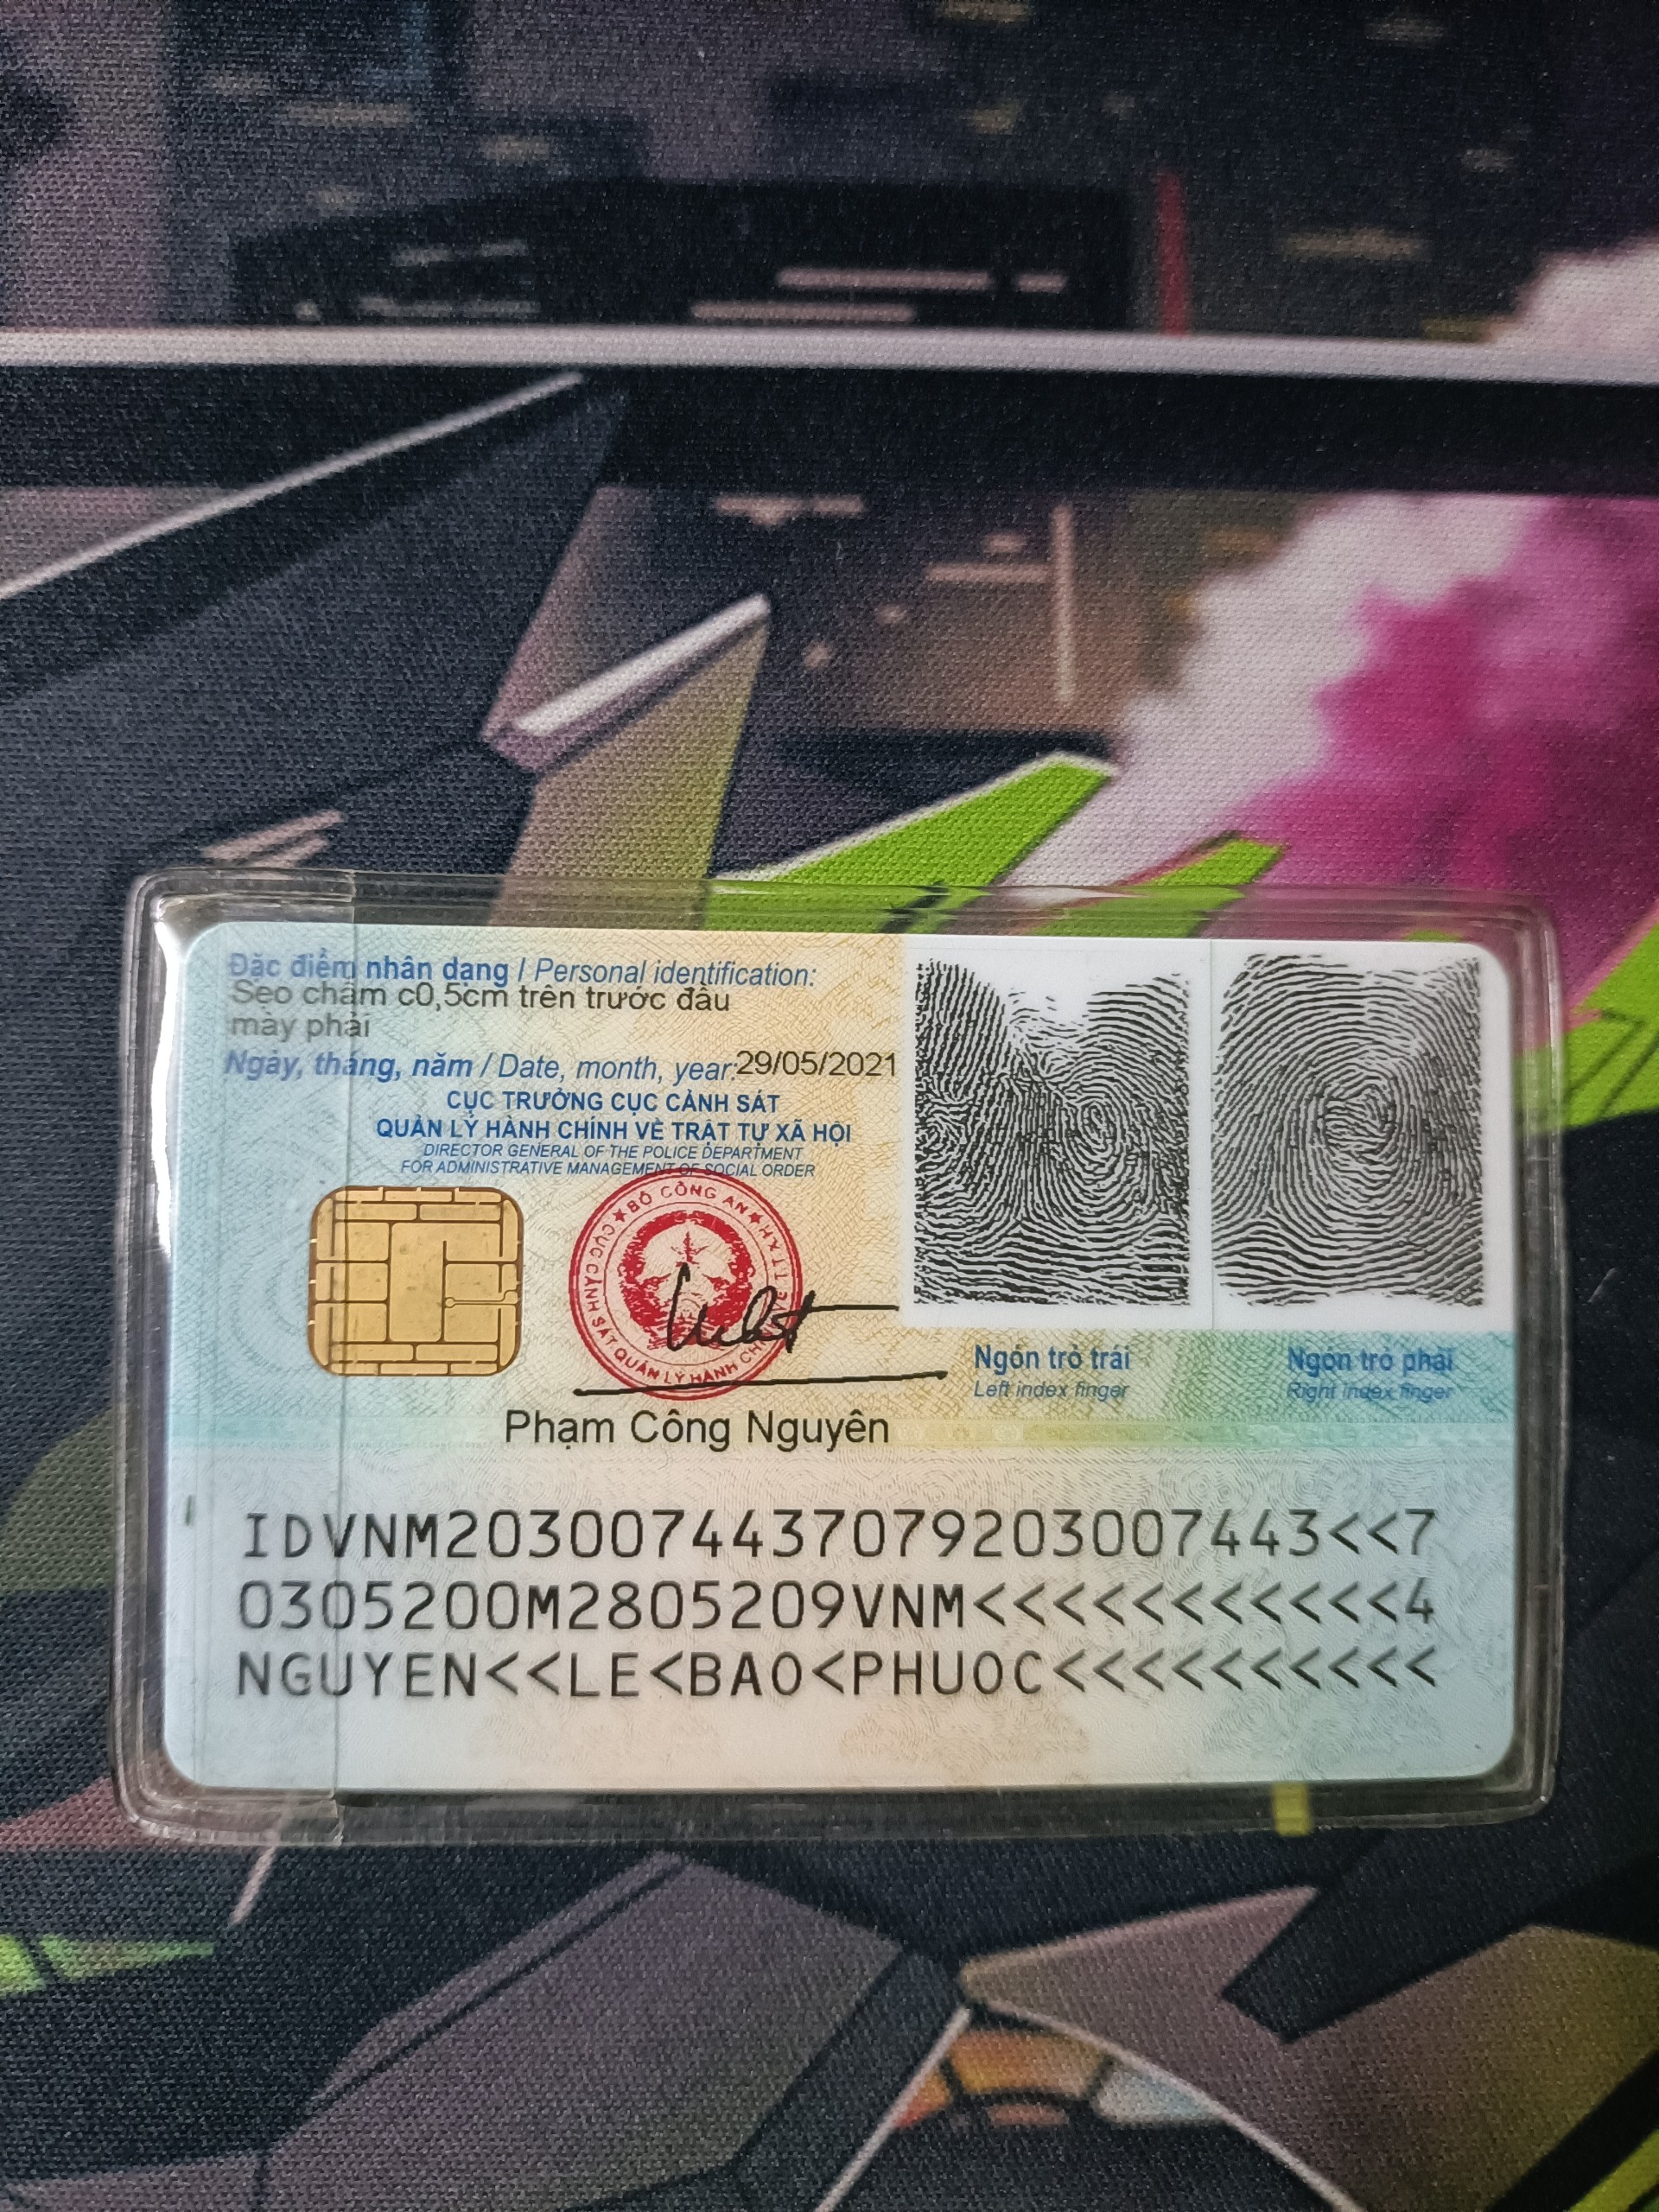 Đặc điểm nhân dạng / Personal identification:
Sẹo chấm c0,5cm trên trước đầu
mày phải
Ngày, tháng, năm / Date, month, year:29/05/2021
CỤC TRƯỞNG CỤC CẢNH SÁT
QUẢN LÝ HÀNH CHÍNH VỀ TRẬT TỰ XÃ HỘI
DIRECTOR GENERAL OF THE POLICE DEPARTMENT
FOR ADMINISTRATIVE MANAGEMENT OF SOCIAL ORDER
BỘ CÔNG AN
CỤC CẢNH SÁT QUẢN LÝ HÀNH CHÍNH
Ngón trỏ trái
Left index finger
Ngón trỏ phải
Right index finger
Phạm Công Nguyên
IDVNM2030074437079203007443<<7
0305200M2805209VNM<<<<<<<<<<<4
NGUYEN<<LE<BAO<PHUOC<<<<<<<<<<